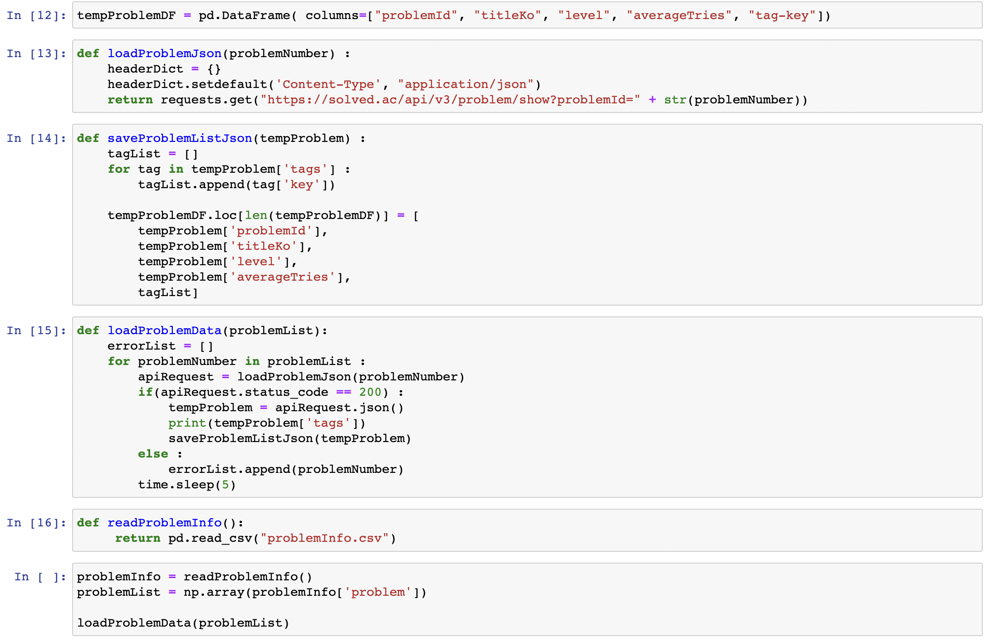 In [12]: tempProblemDF = pd.DataFrame( columns=["problemId", "titleKo", "level", "averageTries", "tag-key"])
In [13]: def loadProblemJson(problemNumber) :
    headerDict = {}
    headerDict.setdefault('Content-Type', "application/json")
    return requests.get("https://solved.ac/api/v3/problem/show?problemId=" + str(problemNumber))
In [14]: def saveProblemListJson(tempProblem) :
    tagList = []
    for tag in tempProblem['tags'] :
        tagList.append(tag['key'])
    tempProblemDF.loc[len(tempProblemDF)] = [
        tempProblem['problemId'],
        tempProblem['titleKo'],
        tempProblem['level'],
        tempProblem['averageTries'],
        tagList]
In [15]: def loadProblemData(problemList):
    errorList = []
    for problemNumber in problemList :
        apiRequest = loadProblemJson(problemNumber)
        if(apiRequest.status_code == 200) :
            tempProblem = apiRequest.json()
            print(tempProblem['tags'])
            saveProblemListJson(tempProblem)
        else :
            errorList.append(problemNumber)
        time.sleep(5)
In [16]: def readProblemInfo():
     return pd.read_csv("problemInfo.csv")
In [ ]: problemInfo = readProblemInfo()
problemList = np.array(problemInfo['problem'])
loadProblemData(problemList)